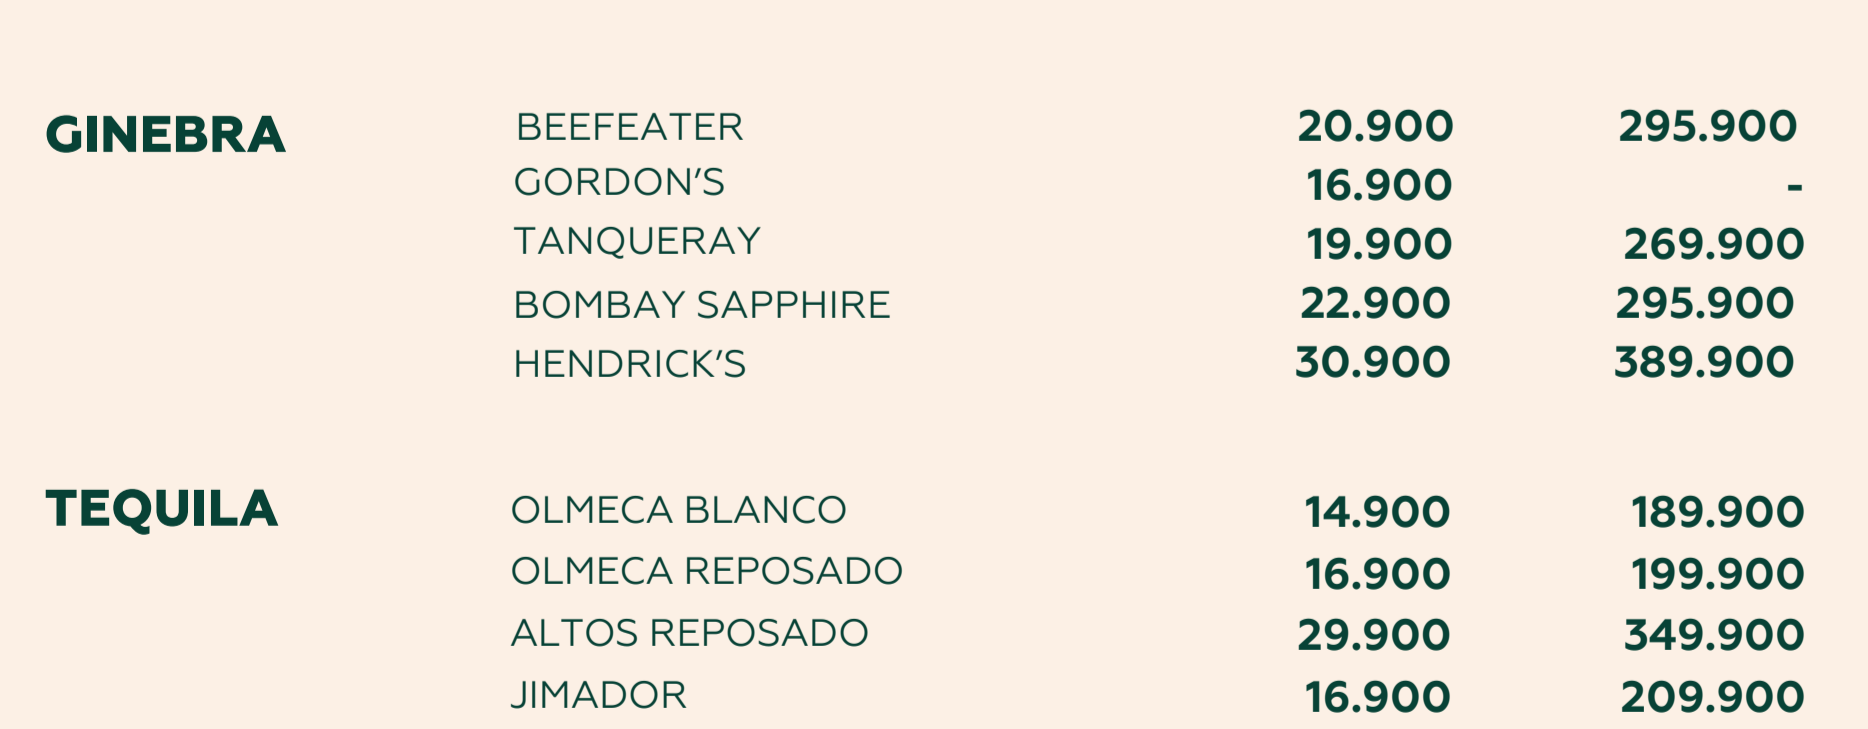 GINEBRA BEEFEATER 20.900 295.900
GORDON’S 16.900 -
TANQUERAY 19.900 269.900
BOMBAY SAPPHIRE 22.900 295.900
HENDRICK’S 30.900 389.900
TEQUILA OLMECA BLANCO 14.900 189.900
OLMECA REPOSADO 16.900 199.900
ALTOS REPOSADO 29.900 349.900
JIMADOR 16.900 209.900